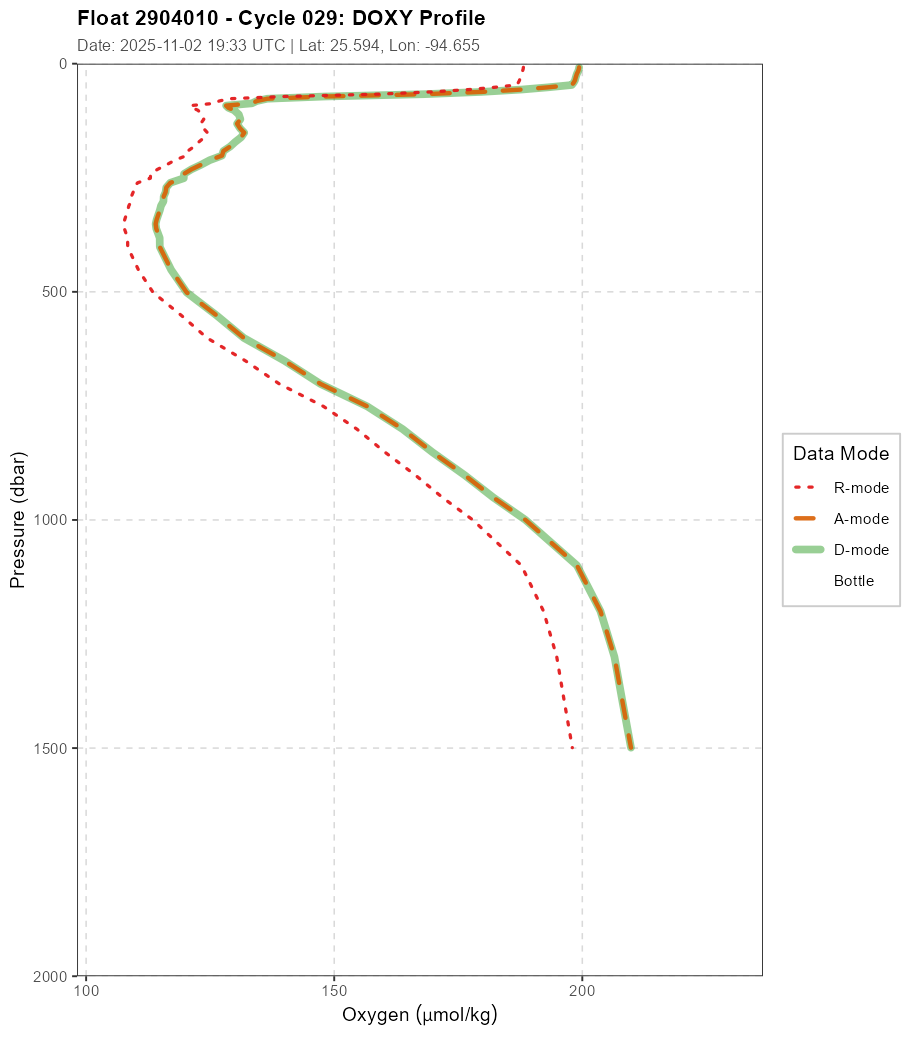 Float 2904010 - Cycle 029: DOXY Profile
Date: 2025-11-02 19:33 UTC | Lat: 25.594, Lon: -94.655
0
500
1000
1500
2000
Pressure (dbar)
100
150
200
Oxygen (μmol/kg)
Data Mode
R-mode
A-mode
D-mode
Bottle